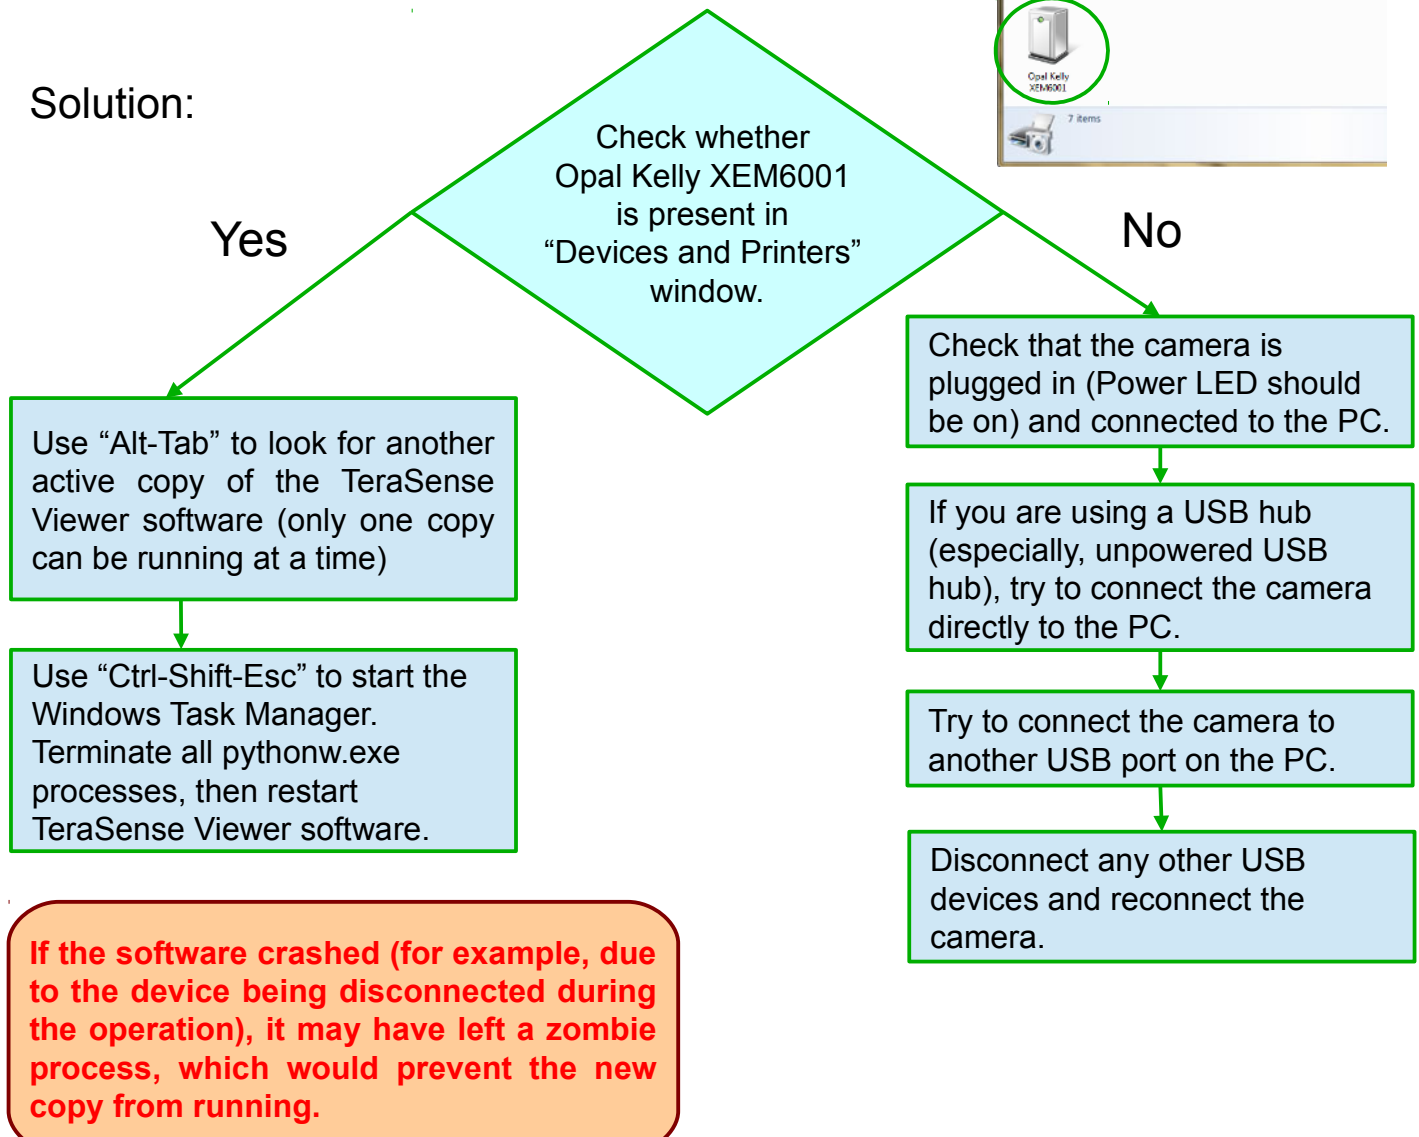 Solution:
Opal Kelly
XEM6001
7 items
Check whether
Opal Kelly XEM6001
is present in
“Devices and Printers”
window.
Yes
No
Use “Alt-Tab” to look for another
active copy of the TeraSense
Viewer software (only one copy
can be running at a time)
Use “Ctrl-Shift-Esc” to start the
Windows Task Manager.
Terminate all pythonw.exe
processes, then restart
TeraSense Viewer software.
If the software crashed (for example, due
to the device being disconnected during
the operation), it may have left a zombie
process, which would prevent the new
copy from running.
Check that the camera is
plugged in (Power LED should
be on) and connected to the PC.
If you are using a USB hub
(especially, unpowered USB
hub), try to connect the camera
directly to the PC.
Try to connect the camera to
another USB port on the PC.
Disconnect any other USB
devices and reconnect the
camera.